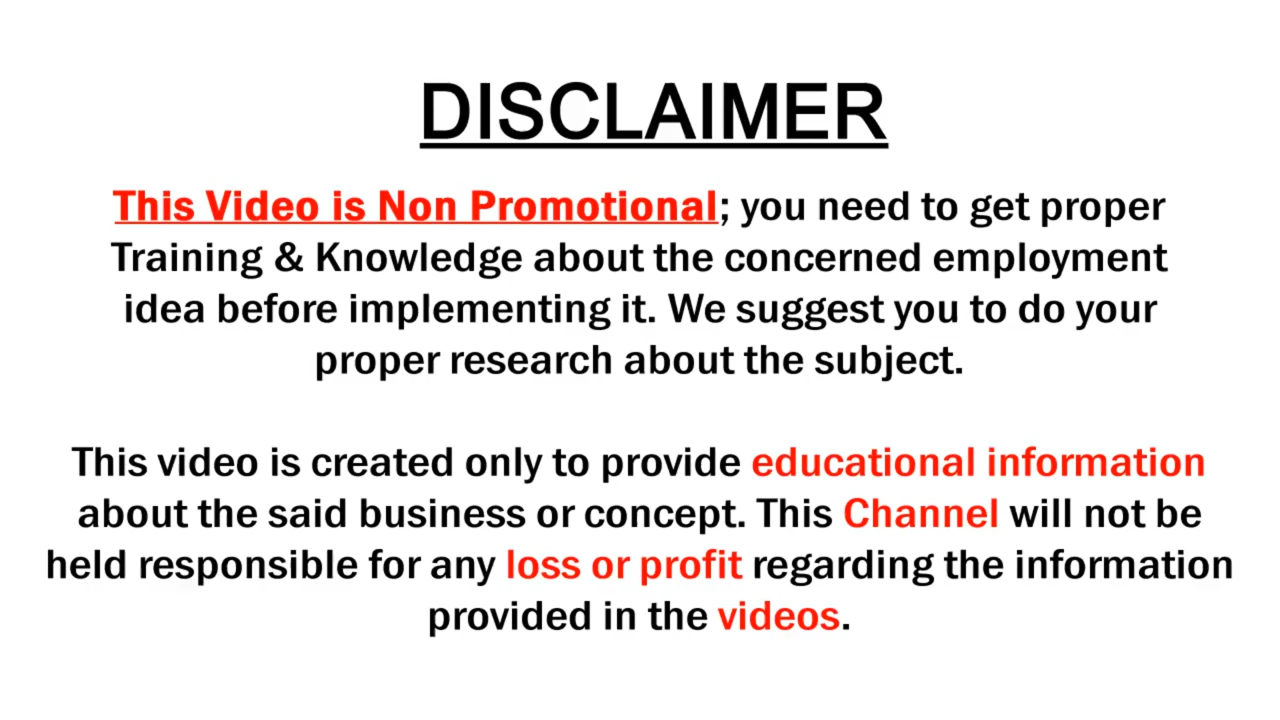 DISCLAIMER
This Video is Non Promotional; you need to get proper
Training & Knowledge about the concerned employment
idea before implementing it. We suggest you to do your
proper research about the subject.
This video is created only to provide educational information
about the said business or concept. This Channel will not be
held responsible for any loss or profit regarding the information
provided in the videos.